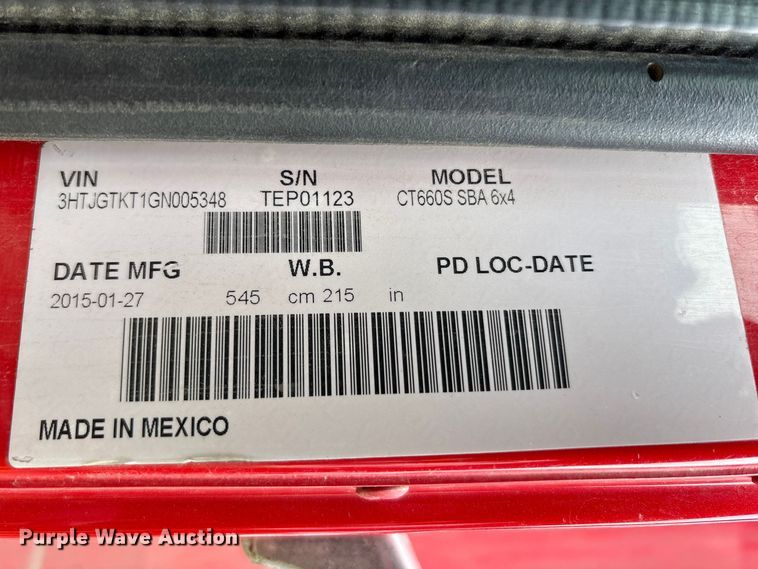 VIN S/N MODEL
3HTJGTKT1GN005348 TEP01123 CT660S SBA 6x4
DATE MFG W.B. PD LOC-DATE
2015-01-27 545 cm 215 in
MADE IN MEXICO
Purple Wave Auction